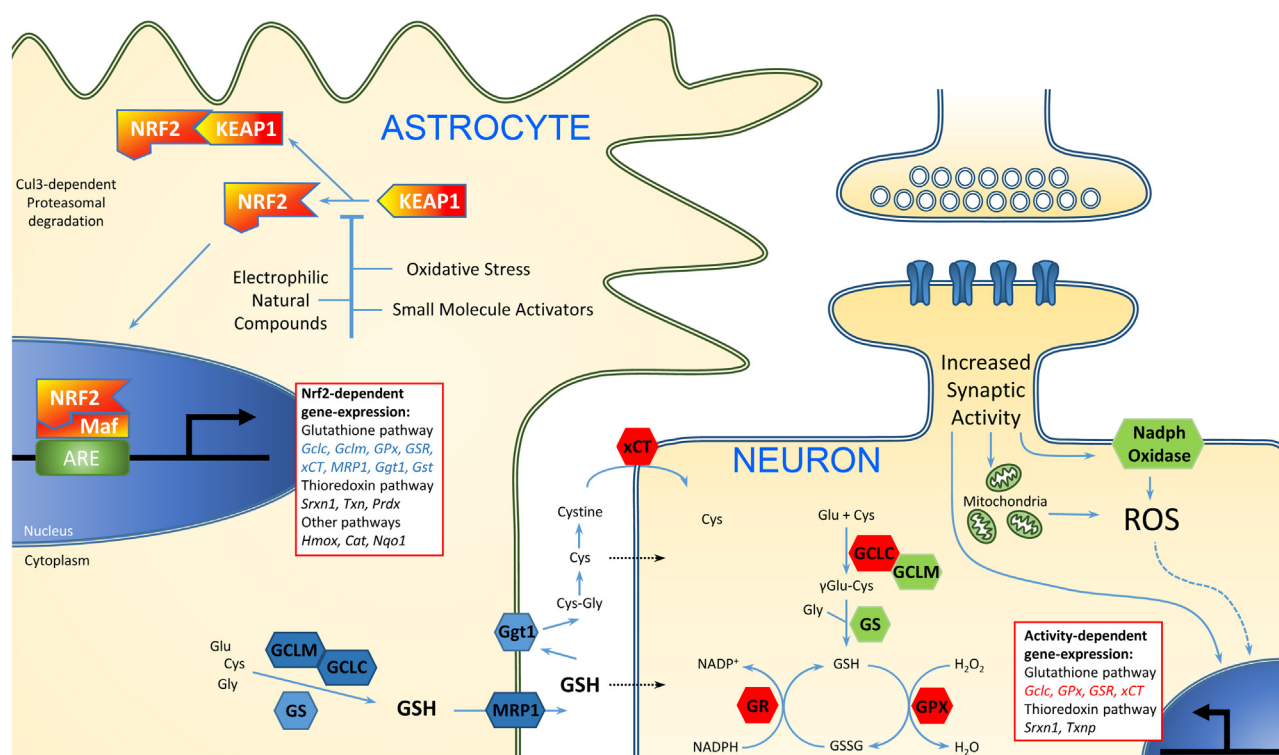 ASTROCYTE
NRF2
KEAP1
Cul3-dependent
Proteasomal
degradation
NRF2
KEAP1
Electrophilic
Natural
Compounds
Oxidative Stress
Small Molecule Activators
NRF2
Maf
ARE
Nucleus
Cytoplasm
Nrf2-dependent
gene-expression:
Glutathione pathway
Gclc, Gclm, GPx, GSR,
xCT, MRP1, Ggt1, Gst
Thioredoxin pathway
Srxn1, Txn, Prdx
Other pathways
Hmox, Cat, Nqo1
Glu
Cys
Gly
GCLM
GCLC
GS
GSH
MRP1
GSH
Ggt1
Cys-Gly
Cys
Cystine
xCT
NEURON
Cys
Glu + Cys
GCLC
GCLM
γGlu-Cys
Gly
GS
NADP⁺
GSH
H₂O₂
GR
GPX
NADPH
GSSG
H₂O
Increased
Synaptic
Activity
Nadph
Oxidase
Mitochondria
ROS
Activity-dependent
gene-expression:
Glutathione pathway
Gclc, GPx, GSR, xCT
Thioredoxin pathway
Srxn1, Txnp